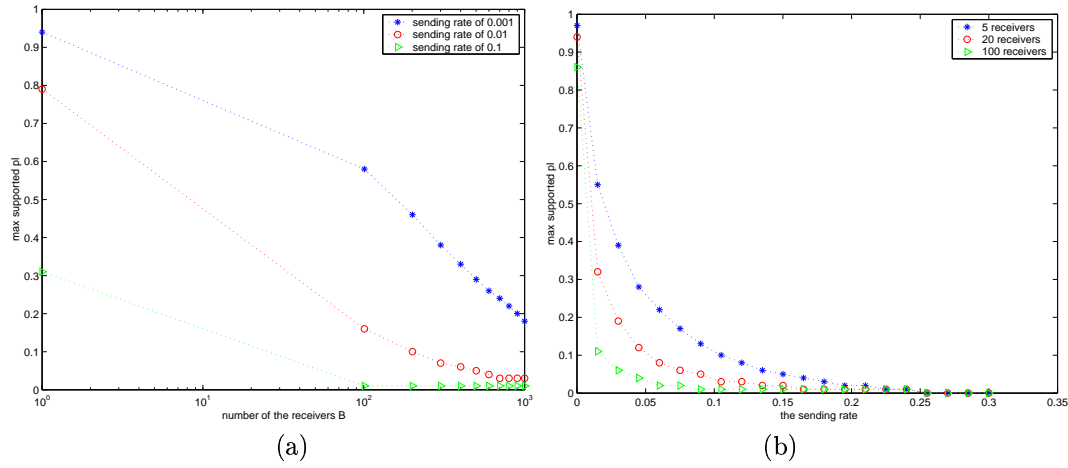 1
0.9
0.8
0.7
0.6
0.5
0.4
0.3
0.2
0.1
0
max supported pl
10^0
10^1
10^2
10^3
number of the receivers B
sending rate of 0.001
sending rate of 0.01
sending rate of 0.1
(a)
1
0.9
0.8
0.7
0.6
0.5
0.4
0.3
0.2
0.1
0
max supported pl
0
0.05
0.1
0.15
0.2
0.25
0.3
0.35
the sending rate
5 receivers
20 receivers
100 receivers
(b)